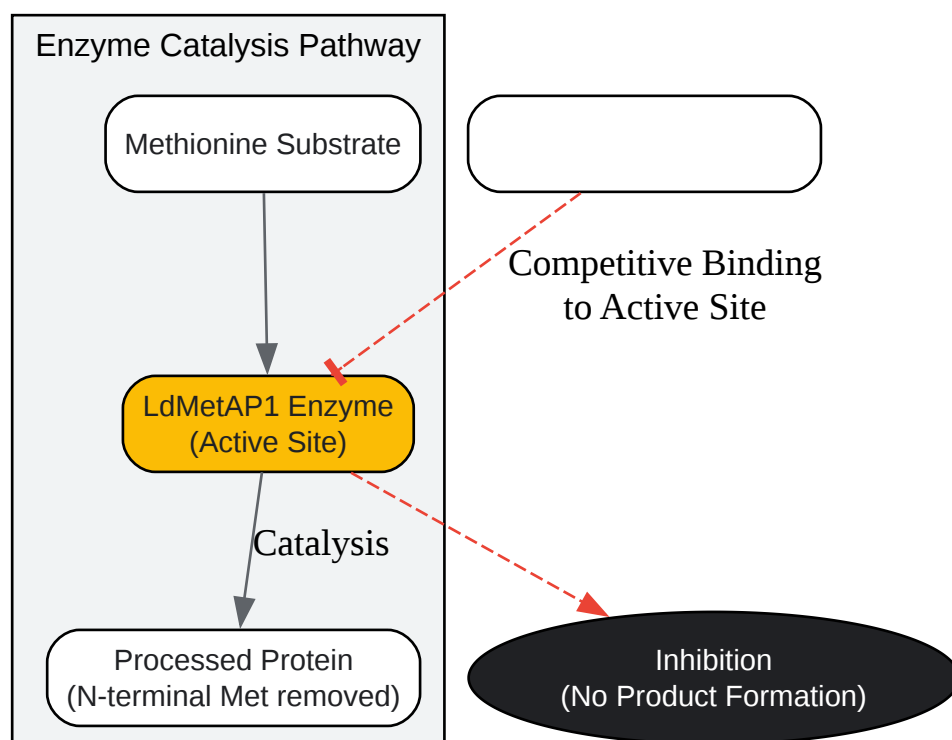 Enzyme Catalysis Pathway
Methionine Substrate
Competitive Binding
to Active Site
LdMetAP1 Enzyme
(Active Site)
Catalysis
Processed Protein
(N-terminal Met removed)
Inhibition
(No Product Formation)